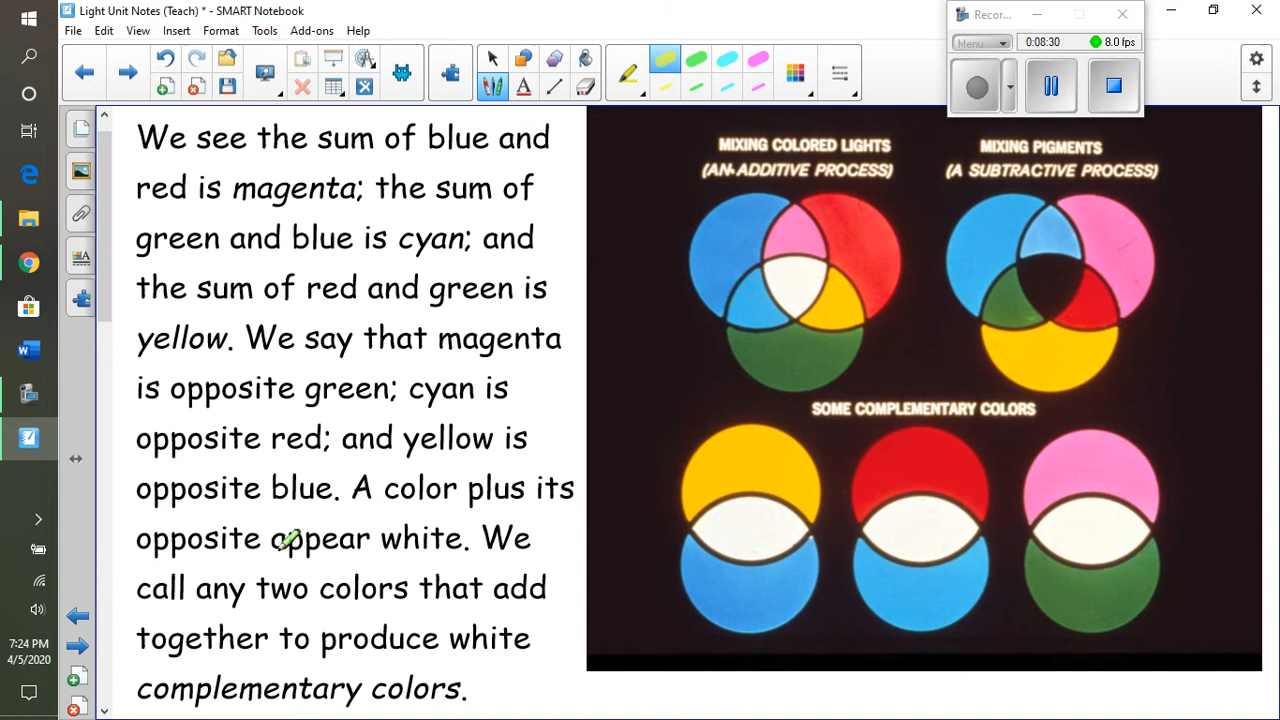 Light Unit Notes (Teach) * - SMART Notebook
File Edit View Insert Format Tools Add-ons Help
Recor...
Menu
0:08:30
8.0 fps
We see the sum of blue and
red is magenta; the sum of
green and blue is cyan; and
the sum of red and green is
yellow. We say that magenta
is opposite green; cyan is
opposite red; and yellow is
opposite blue. A color plus its
opposite appear white. We
call any two colors that add
together to produce white
complementary colors.
MIXING COLORED LIGHTS
(AN ADDITIVE PROCESS)
MIXING PIGMENTS
(A SUBTRACTIVE PROCESS)
SOME COMPLEMENTARY COLORS
7:24 PM
4/5/2020